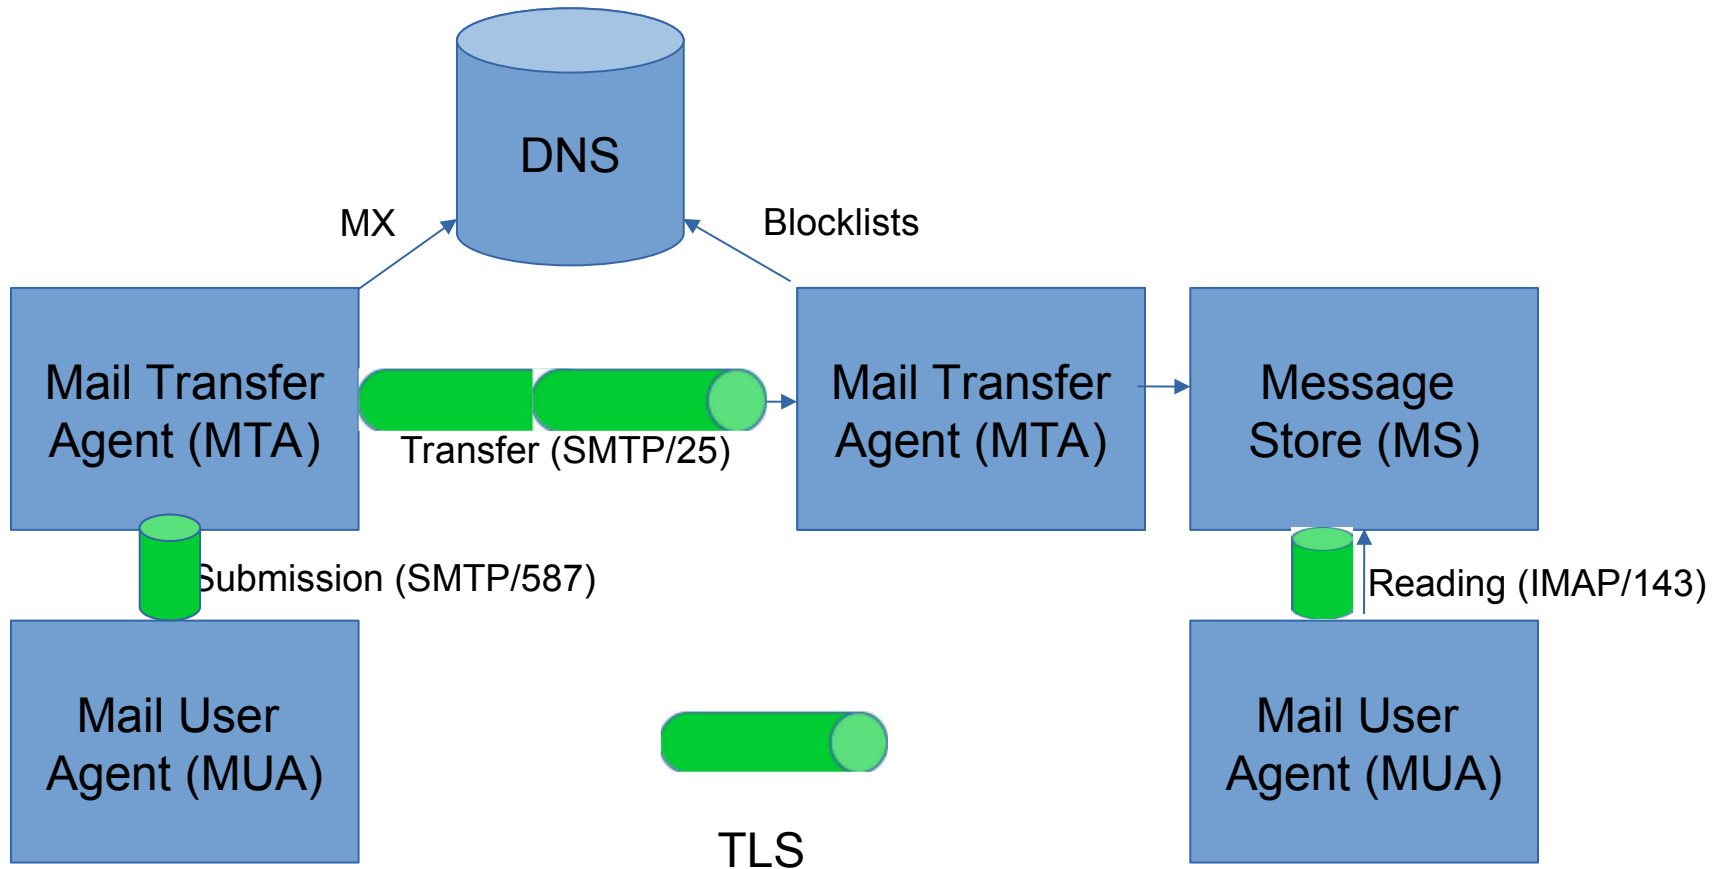 DNS
MX
Blocklists
Mail Transfer
Agent (MTA)
Transfer (SMTP/25)
Mail Transfer
Agent (MTA)
Message
Store (MS)
Submission (SMTP/587)
Reading (IMAP/143)
Mail User
Agent (MUA)
TLS
Mail User
Agent (MUA)